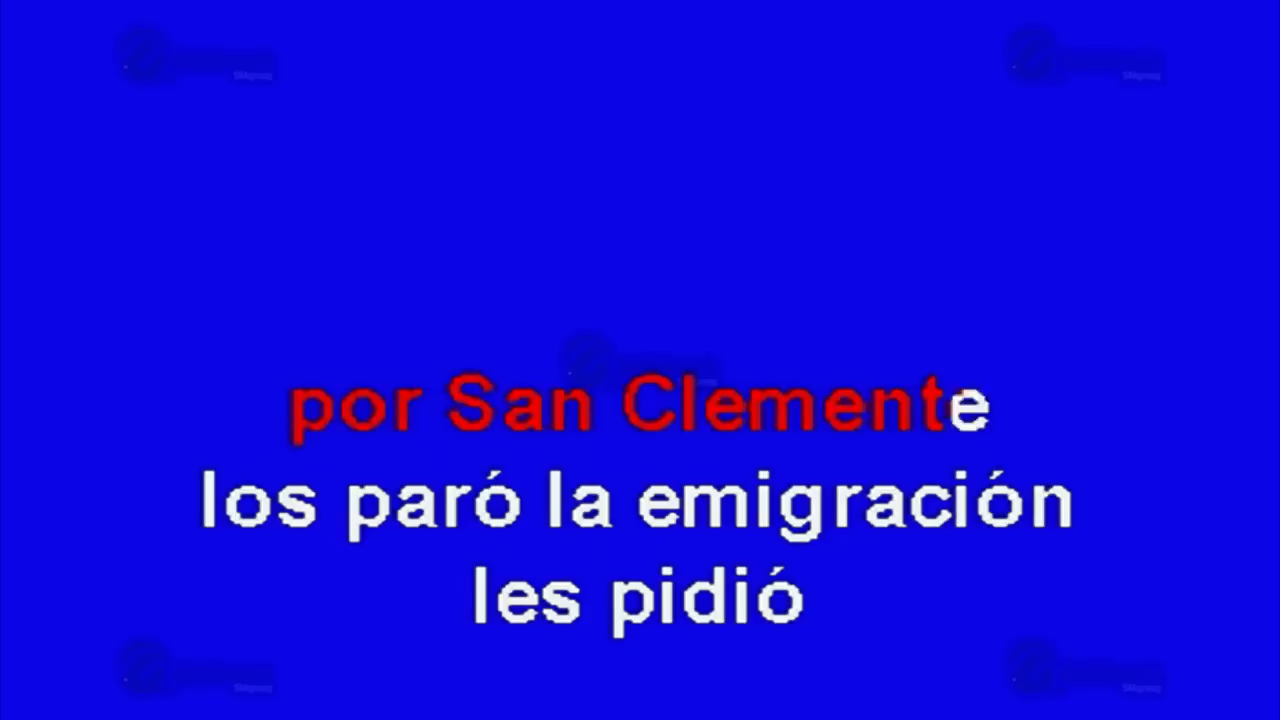 por San Clemente
los paró la emigración
les pidió